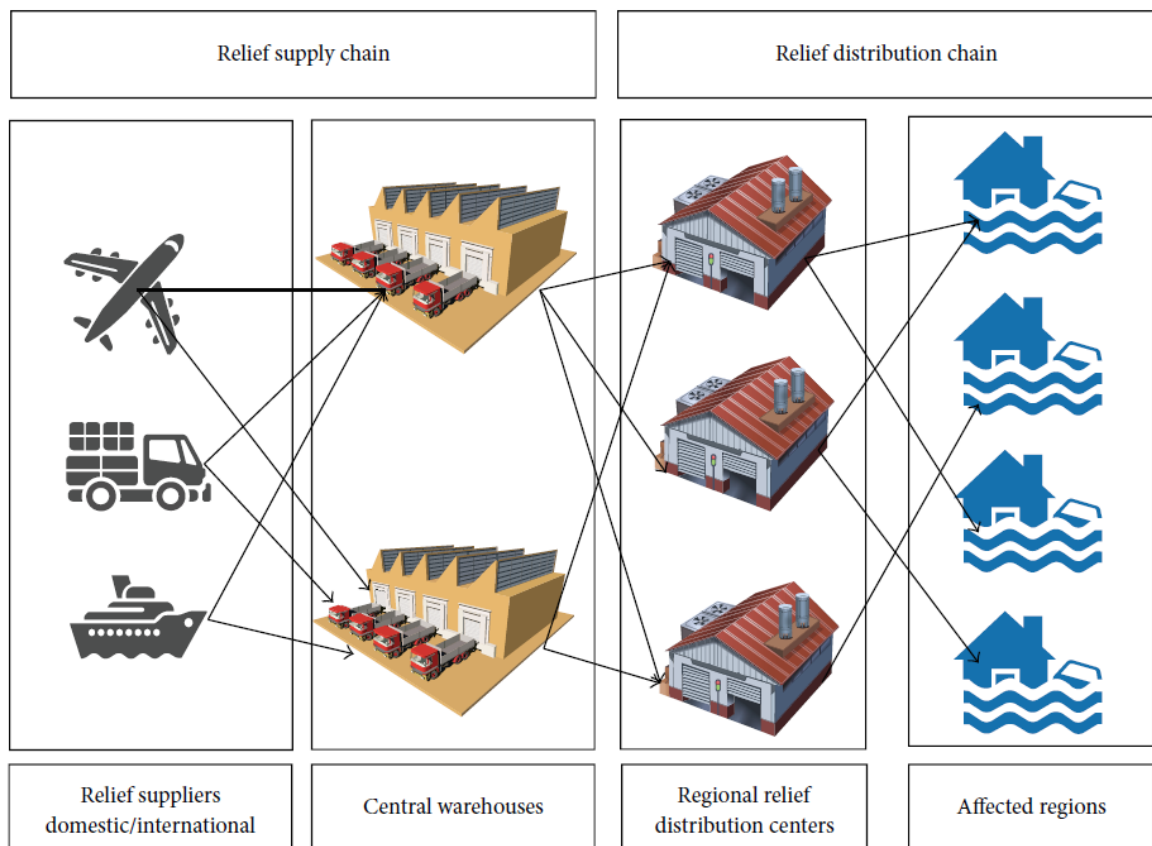 Relief supply chain
Relief distribution chain
Relief suppliers
domestic/international
Central warehouses
Regional relief
distribution centers
Affected regions